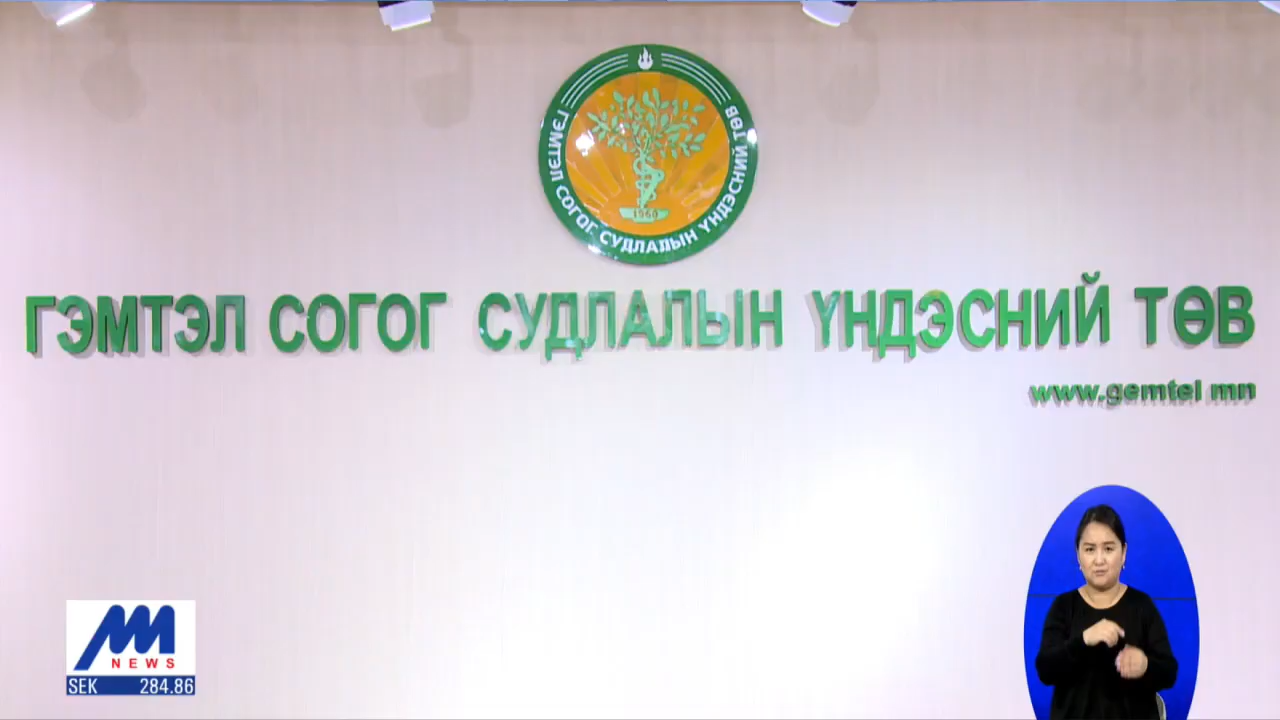 ГЭМТЭЛ СОГОГ СУДЛАЛЫН ҮНДЭСНИЙ ТӨВ
1960
ГЭМТЭЛ СОГОГ СУДЛАЛЫН ҮНДЭСНИЙ ТӨВ
www.gemtel mn
NEWS
SEK 284.86